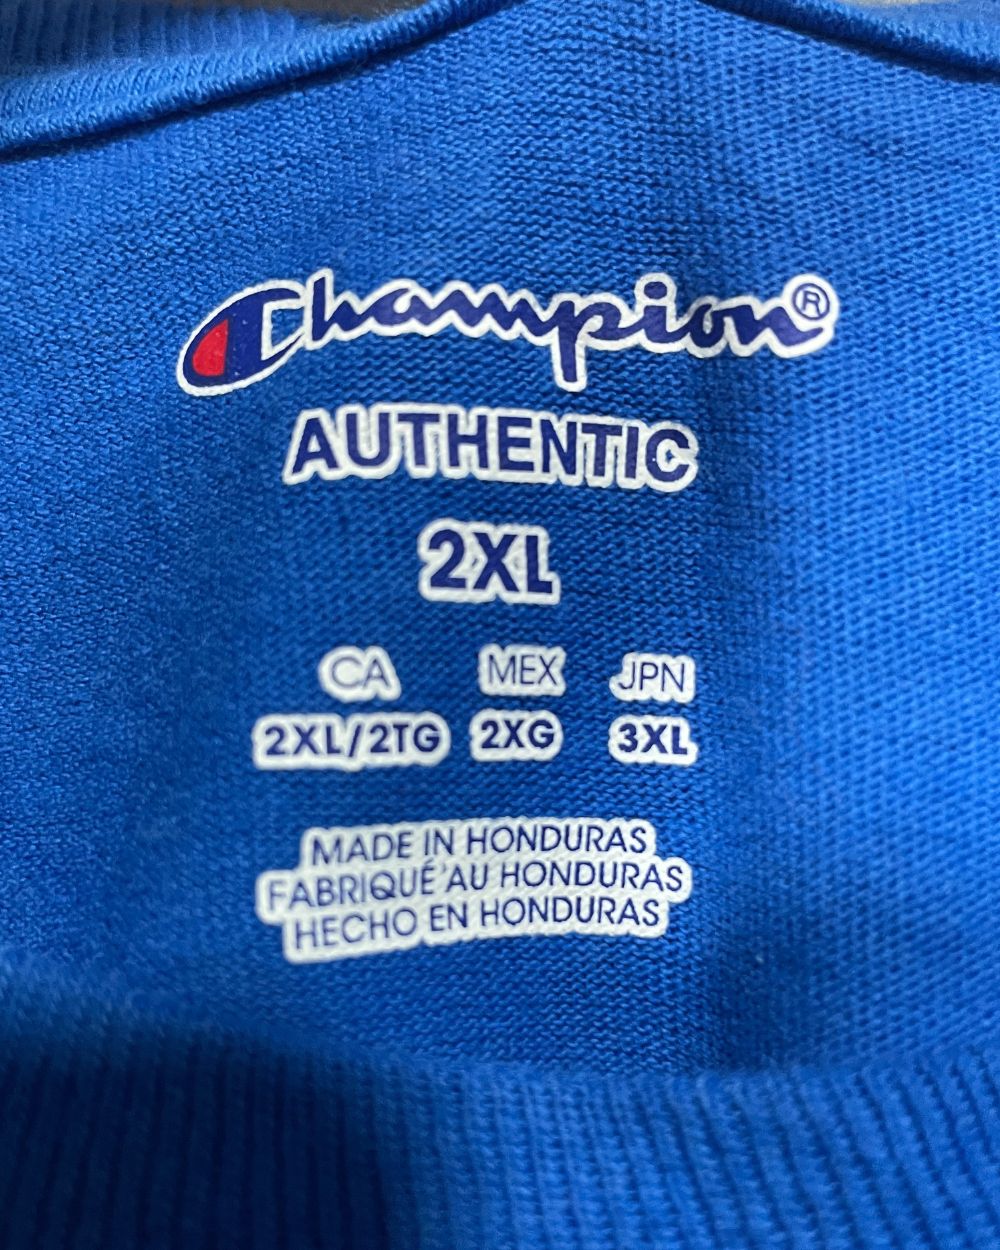 Champion®
AUTHENTIC
2XL
CA MEX JPN
2XL/2TG 2XG 3XL
MADE IN HONDURAS
FABRIQUÉ AU HONDURAS
HECHO EN HONDURAS